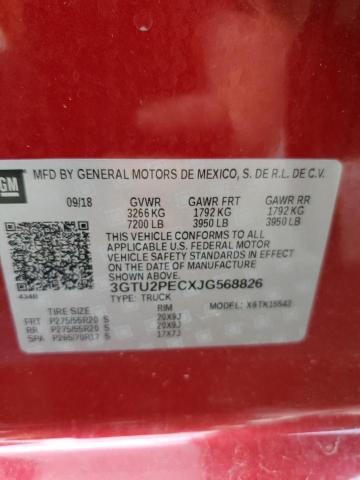 GM
MFD BY GENERAL MOTORS DE MEXICO, S. DE R.L. DE C.V.
09/18 GVWR GAWR FRT GAWR RR
3266 KG 1792 KG 1792 KG
7200 LB 3950 LB 3950 LB
THIS VEHICLE CONFORMS TO ALL
APPLICABLE U.S. FEDERAL MOTOR
VEHICLE SAFETY STANDARDS IN
EFFECT ON THE DATE OF MANUFACTURE
SHOWN ABOVE.
3GTU2PECXJG568826
4340 TYPE: TRUCK MODEL: X6TK15543
TIRE SIZE RIM
FRT P275/55R20 S 20X9J
RR P275/55R20 S 20X9J
SPA P265/70R17 S 17X7J